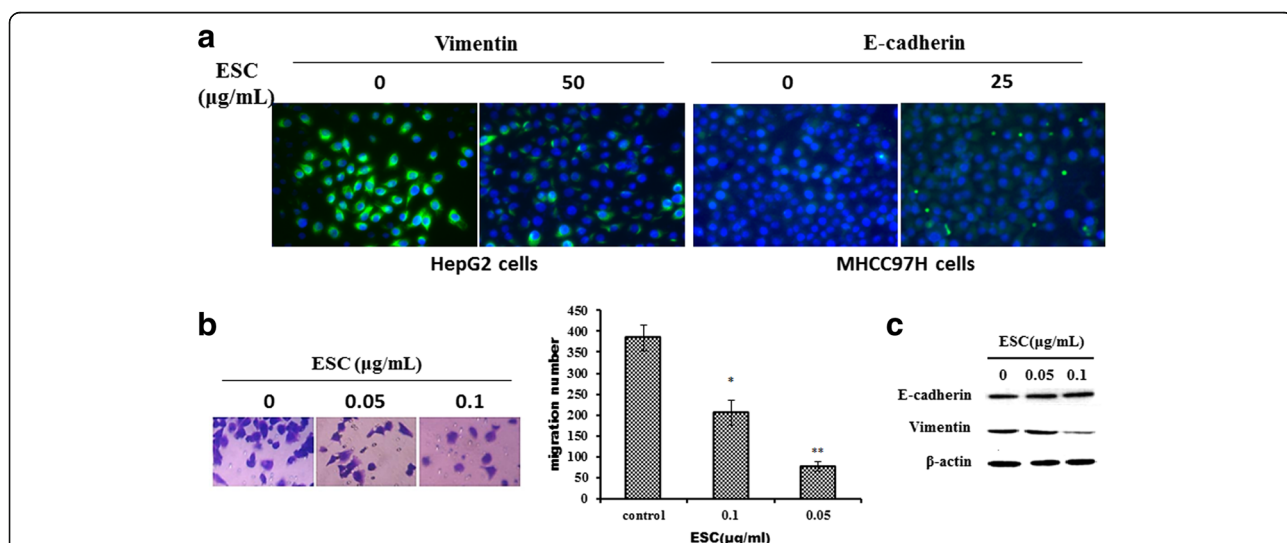 a
Vimentin
E-cadherin
ESC
(μg/mL)
0
50
0
25
HepG2 cells
MHCC97H cells
b
ESC (μg/mL)
0
0.05
0.1
migration number
450
400
350
300
250
200
150
100
50
0
*
**
control
0.1
0.05
ESC(μg/ml)
c
ESC(μg/mL)
0
0.05
0.1
E-cadherin
Vimentin
β-actin